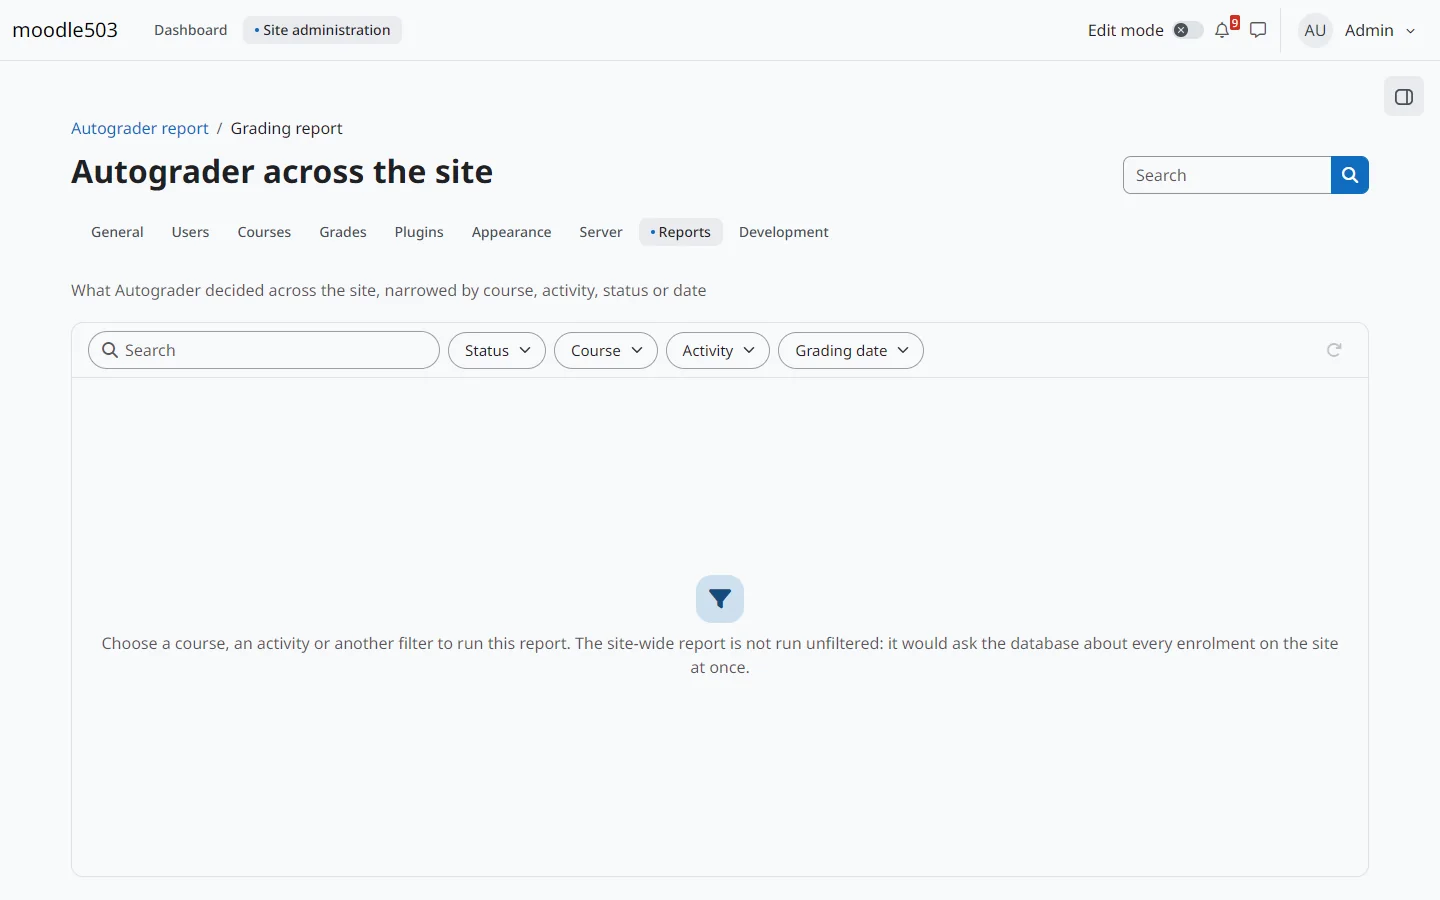 moodle503
Dashboard
Site administration
Edit mode
9
AU
Admin
Autograder report / Grading report
Autograder across the site
Search
General
Users
Courses
Grades
Plugins
Appearance
Server
Reports
Development
What Autograder decided across the site, narrowed by course, activity, status or date
Search
Status
Course
Activity
Grading date
Choose a course, an activity or another filter to run this report. The site-wide report is not run unfiltered: it would ask the database about every enrolment on the site
at once.